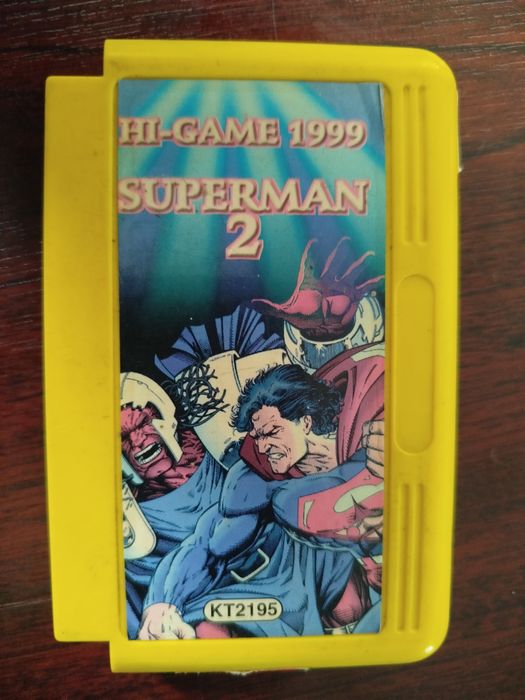 HI-GAME 1999
SUPERMAN
2
KT2195